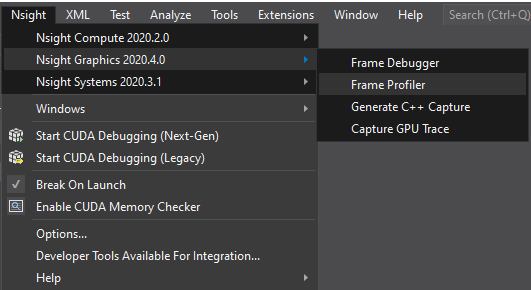 Nsight XML Test Analyze Tools Extensions Window Help Search (Ctrl+Q)
Nsight Compute 2020.2.0
Nsight Graphics 2020.4.0
Nsight Systems 2020.3.1
Windows
Start CUDA Debugging (Next-Gen)
Start CUDA Debugging (Legacy)
Break On Launch
Enable CUDA Memory Checker
Options...
Developer Tools Available For Integration...
Help
Frame Debugger
Frame Profiler
Generate C++ Capture
Capture GPU Trace